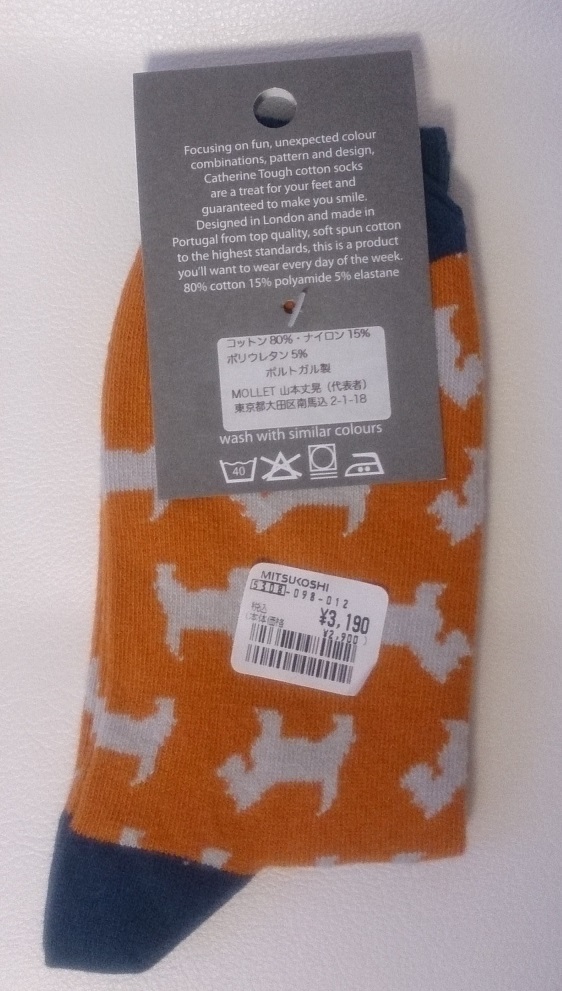 Focusing on fun, unexpected colour
combinations, pattern and design,
Catherine Tough cotton socks
are a treat for your feet and
guaranteed to make you smile.
Designed in London and made in
Portugal from top quality, soft spun cotton
to the highest standards, this is a product
you'll want to wear every day of the week.
80% cotton 15% polyamide 5% elastane
コットン 80%・ナイロン 15%
ポリウレタン 5%
ポルトガル製
MOLLET 山本丈晃（代表者）
東京都大田区南馬込 2-1-18
wash with similar colours
40
MITSUKOSHI
-098-012
税込 ¥3,190
(本体価格 ¥2,900)